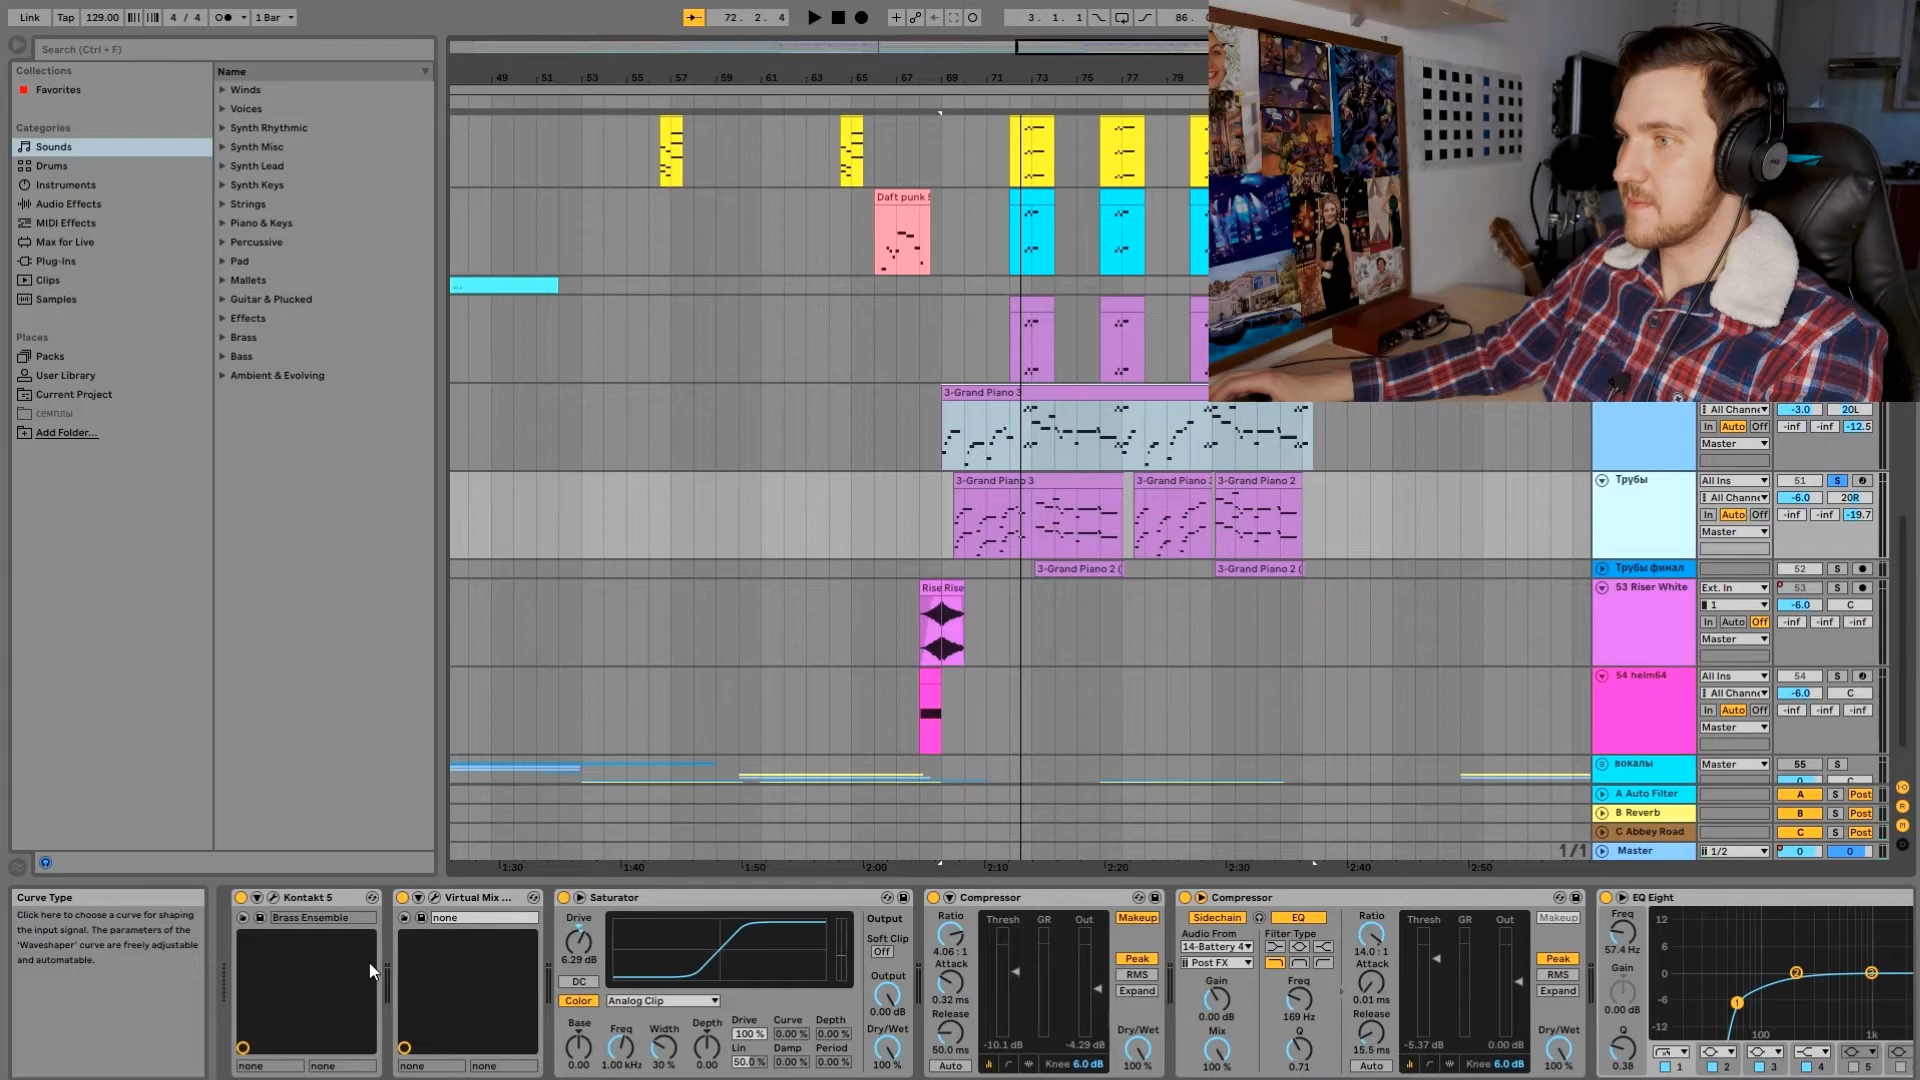 Link Tap 129.00 4 / 4 1 Bar 72. 2. 4 3. 1. 1 86.
Search (Ctrl + F)
Collections
Favorites
Categories
Sounds
Drums
Instruments
Audio Effects
MIDI Effects
Max for Live
Plug-Ins
Clips
Samples
Places
Packs
User Library
Current Project
семплы
Add Folder...
Name
Winds
Voices
Synth Rhythmic
Synth Misc
Synth Lead
Synth Keys
Strings
Piano & Keys
Percussive
Pad
Mallets
Guitar & Plucked
Effects
Brass
Bass
Ambient & Evolving
49 51 53 55 57 59 61 63 65 67 69 71 73 75 77 79
Daft punk
...
3-Grand Piano 3
3-Grand Piano 3 3-Grand Piano 3-Grand Piano 2
3-Grand Piano 2 ( 3-Grand Piano 2 (
Rise Rise
All Channe -3.0 20L
In Auto Off -inf -inf -12.5
Master
Трубы All Ins 51 S
All Channe -6.0 20R
In Auto Off -inf -inf -19.7
Master
Трубы финал 52 S
53 Riser White Ext. In 53 S
1 -6.0 C
In Auto Off -inf -inf -inf
Master
54 helm64 All Ins 54 S
All Channe -6.0 C
In Auto Off -inf -inf -inf
Master
вокалы Master 55 S
0 C
A Auto Filter A S Post
B Reverb B S Post
C Abbey Road C S Post
1/1 Master 1/2 0 0
1:30 1:40 1:50 2:00 2:10 2:20 2:30 2:40 2:50
Curve Type
Click here to choose a curve for shaping
the input signal. The parameters of the
'Waveshaper' curve are freely adjustable
and automatable.
Kontakt 5
Brass Ensemble
none none
Virtual Mix ...
none
none none
Saturator
Drive
6.29 dB
DC
Color Analog Clip
Base Freq Width Depth
0.00 1.00 kHz 30 % 0.00
Drive Curve Depth
100 % 0.00 % 0.00 %
Lin Damp Period
50.0 % 0.00 % 0.00 %
Output
Soft Clip
Off
Output
0.00 dB
Dry/Wet
100 %
Compressor
Ratio
4.06 : 1
Attack
0.32 ms
Release
50.0 ms
Auto
Thresh GR Out
-10.1 dB -4.29 dB
Knee 6.0 dB
Makeup
Peak
RMS
Expand
Dry/Wet
100 %
Compressor
Sidechain EQ
Audio From Filter Type
14-Battery 4
Post FX
Gain Freq
0.00 dB 169 Hz
Mix Q
100 % 0.71
Ratio
14.0 : 1
Attack
0.01 ms
Release
15.5 ms
Auto
Thresh GR Out
-5.37 dB 0.00 dB
Knee 6.0 dB
Makeup
Peak
RMS
Expand
Dry/Wet
100 %
EQ Eight
Freq
57.4 Hz
Gain
0.00 dB
Q
0.38
12
6
0
-6
-12
100 1k
1 2 3 4 5